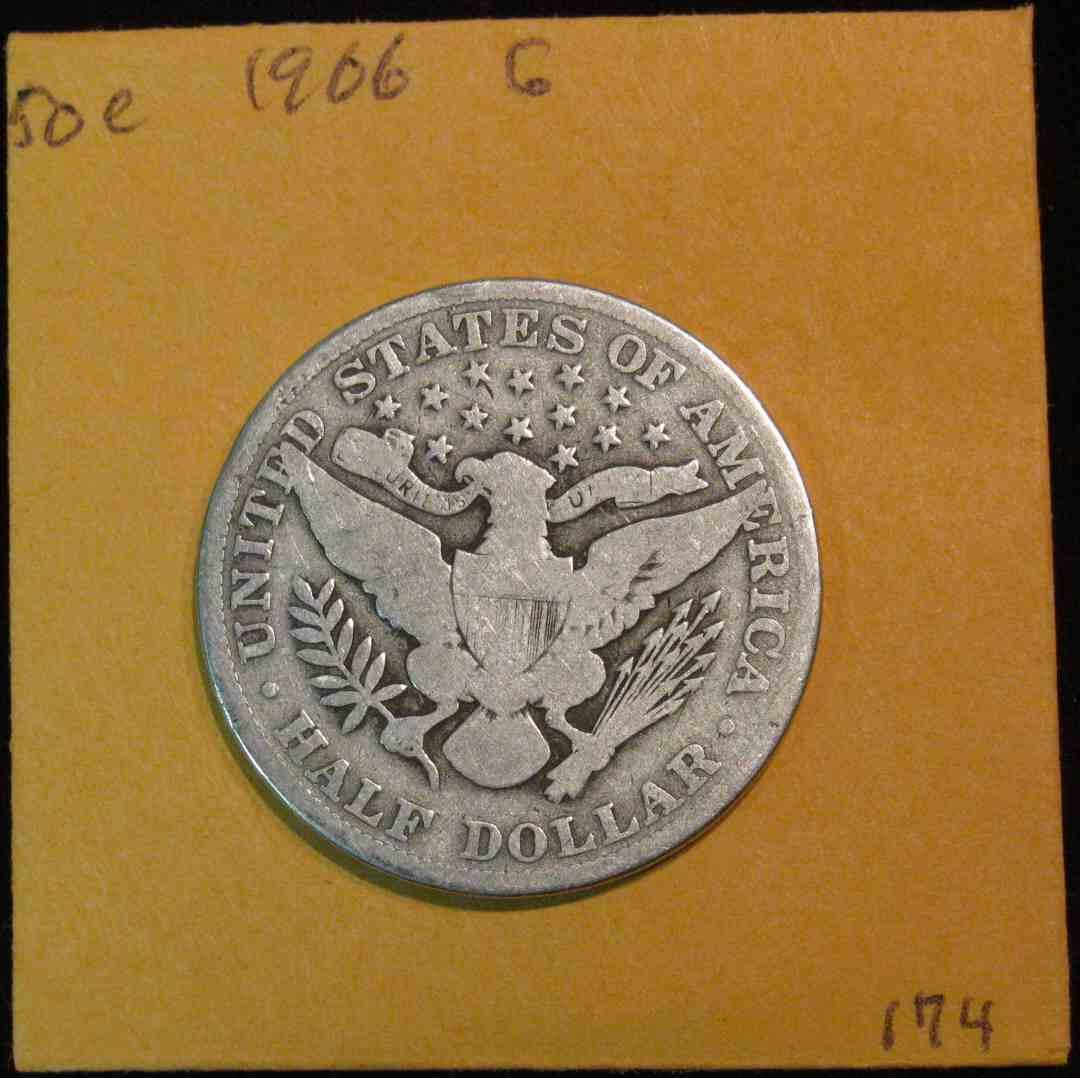 50c 1906 G
UNITED STATES OF AMERICA
HALF DOLLAR
174